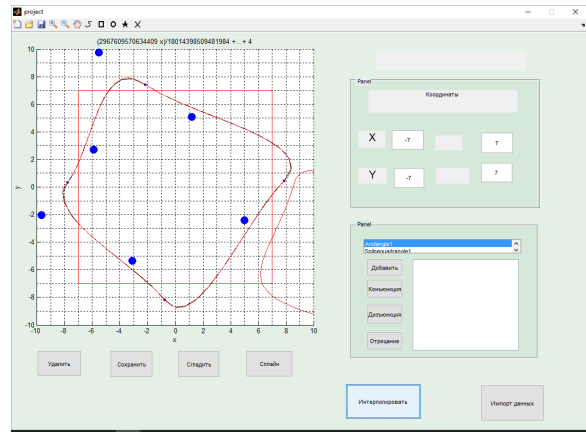 project
(2967609570634409 x)/18014398509481984 +...+ 4
10
8
6
4
2
0
-2
-4
-6
-8
-10
y
-10 -8 -6 -4 -2 0 2 4 6 8 10
x
Удалить Сохранить Сгладить Сплайн
Panel
Координаты
X -7 7
Y -7 7
Panel
Arctangle1
Splinequadrangle1
Добавить
Конъюнкция
Дизъюнкция
Отрицание
Интерполировать Импорт данных